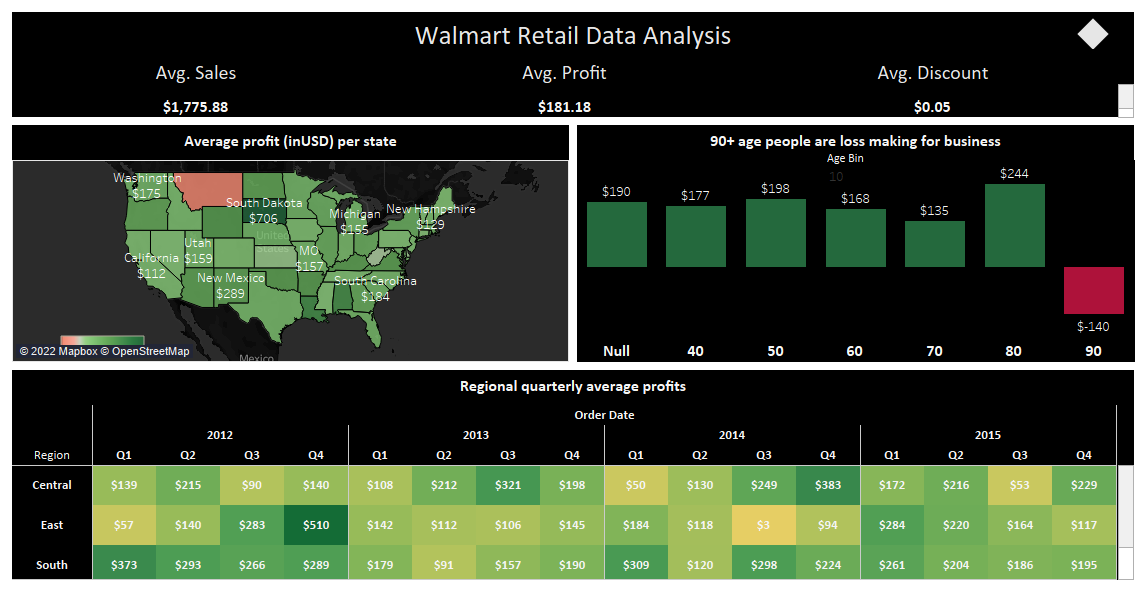 Walmart Retail Data Analysis
Avg. Sales Avg. Profit Avg. Discount
$1,775.88 $181.18 $0.05
Average profit (inUSD) per state
Washington
$175
South Dakota
$706
Michigan
$155
New Hampshire
$129
United
States
Utah
$159
California
$112
MO
$157
New Mexico
$289
South Carolina
$184
© 2022 Mapbox © OpenStreetMap
Mexico
90+ age people are loss making for business
Age Bin
10
$190 $177 $198 $168 $135 $244 $-140
Null 40 50 60 70 80 90
Regional quarterly average profits
Order Date
2012 2013 2014 2015
Region Q1 Q2 Q3 Q4 Q1 Q2 Q3 Q4 Q1 Q2 Q3 Q4 Q1 Q2 Q3 Q4
Central $139 $215 $90 $140 $108 $212 $321 $198 $50 $130 $249 $383 $172 $216 $53 $229
East $57 $140 $283 $510 $142 $112 $106 $145 $184 $118 $3 $94 $284 $220 $164 $117
South $373 $293 $266 $289 $179 $91 $157 $190 $309 $120 $298 $224 $261 $204 $186 $195